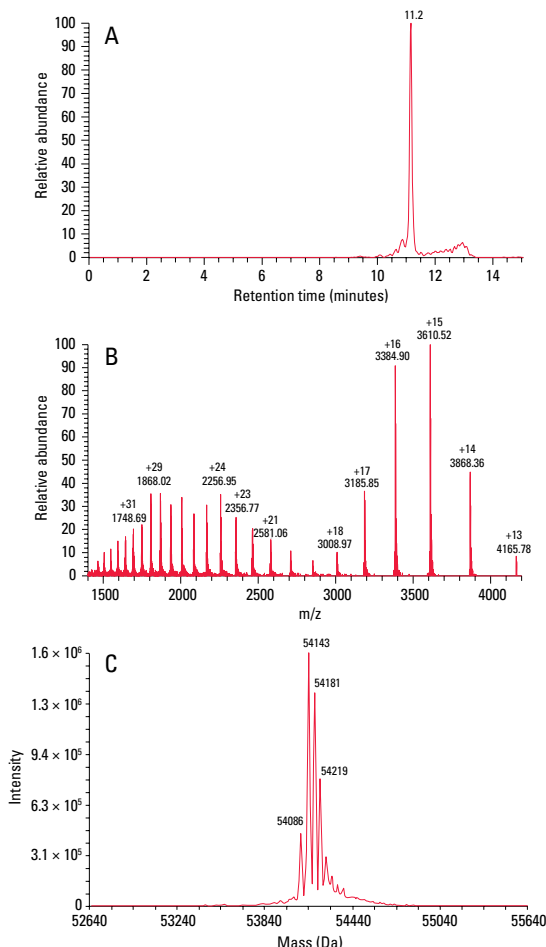 A
11.2
Relative abundance
100
90
80
70
60
50
40
30
20
10
0
0 2 4 6 8 10 12 14
Retention time (minutes)
B
Relative abundance
100
90
80
70
60
50
40
30
20
10
0
+31
1748.69
+29
1868.02
+24
2256.95
+23
2356.77
+21
2581.06
+18
3008.97
+17
3185.85
+16
3384.90
+15
3610.52
+14
3868.36
+13
4165.78
1500 2000 2500 3000 3500 4000
m/z
C
Intensity
1.6 × 10⁶
1.3 × 10⁶
9.4 × 10⁵
6.3 × 10⁵
3.1 × 10⁵
0
54143
54181
54219
54086
52640 53240 53840 54440 55040 55640
Mass (Da)